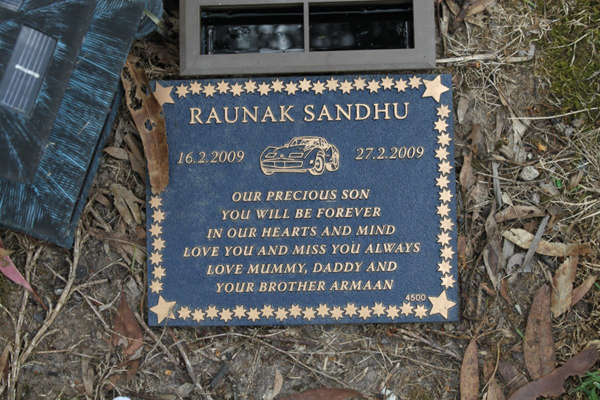 RAUNAK SANDHU
16.2.2009 27.2.2009
OUR PRECIOUS SON
YOU WILL BE FOREVER
IN OUR HEARTS AND MIND
LOVE YOU AND MISS YOU ALWAYS
LOVE MUMMY, DADDY AND
YOUR BROTHER ARMAAN
4500